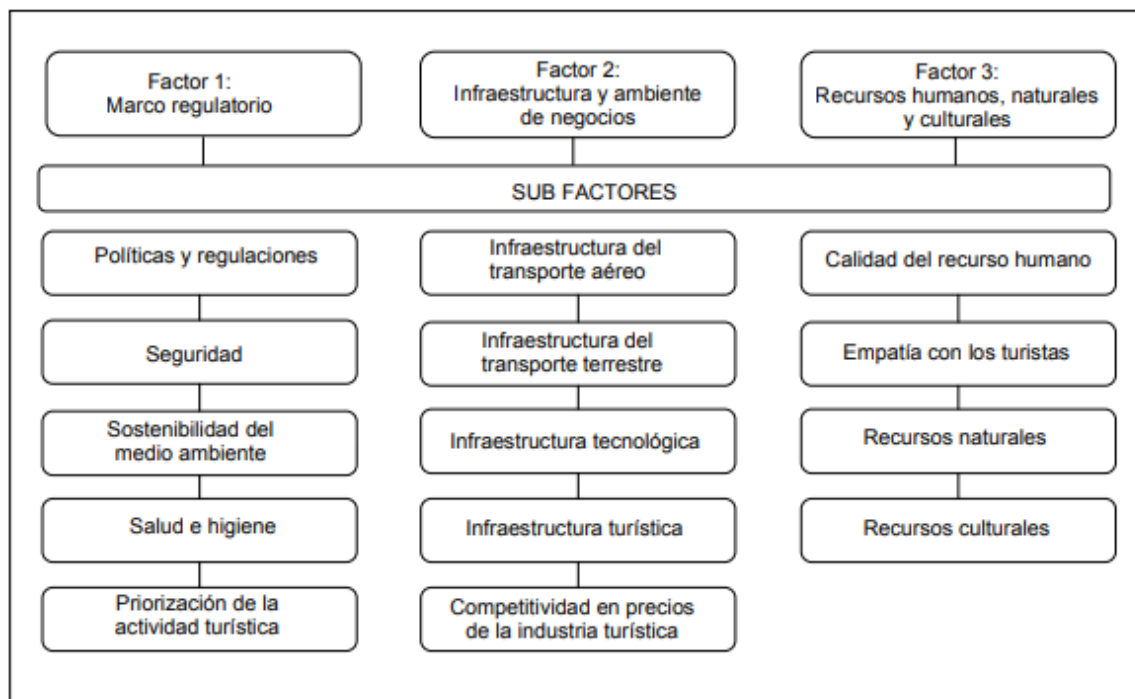 Factor 1:
Marco regulatorio
Factor 2:
Infraestructura y ambiente
de negocios
Factor 3:
Recursos humanos, naturales
y culturales
SUB FACTORES
Políticas y regulaciones
Seguridad
Sostenibilidad del
medio ambiente
Salud e higiene
Priorización de la
actividad turística
Infraestructura del
transporte aéreo
Infraestructura del
transporte terrestre
Infraestructura tecnológica
Infraestructura turística
Competitividad en precios
de la industria turística
Calidad del recurso humano
Empatía con los turistas
Recursos naturales
Recursos culturales